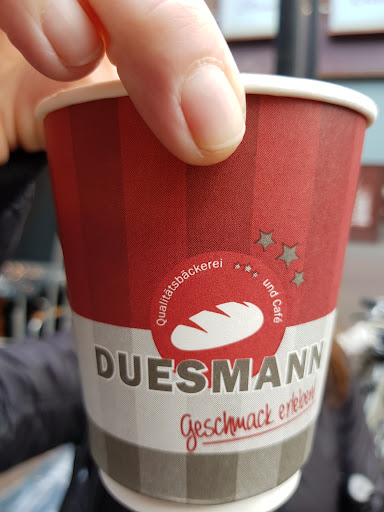 Qualitätsbäckerei und Café
DUESMANN
Geschmack erleben!